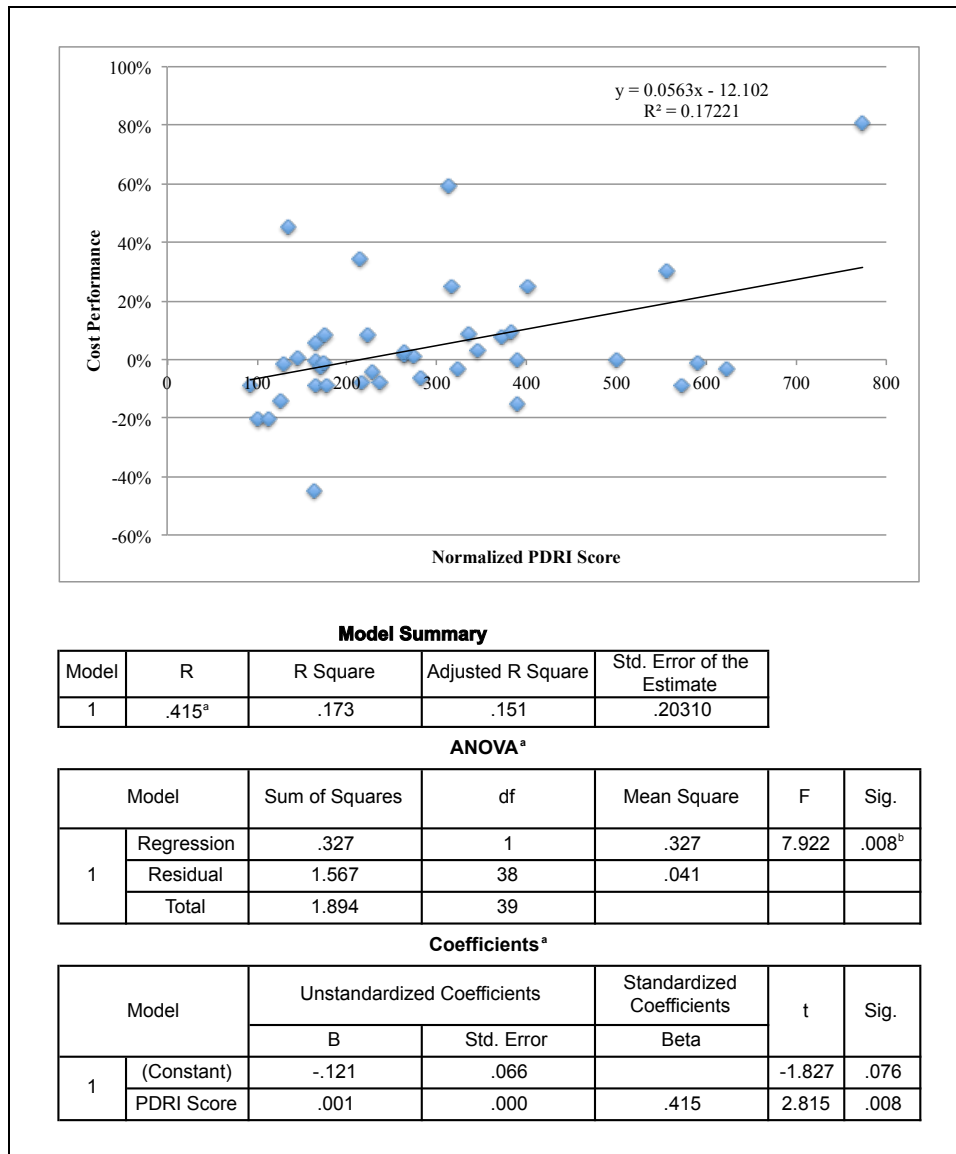 100%
y = 0.0563x - 12.102
R² = 0.17221
80%
60%
40%
20%
0%
0 100 200 300 400 500 600 700 800
-20%
-40%
-60%
Cost Performance
Normalized PDRI Score
Model Summary
Model R R Square Adjusted R Square Std. Error of the Estimate
1 .415ᵃ .173 .151 .20310
ANOVAᵃ
Model Sum of Squares df Mean Square F Sig.
1 Regression .327 1 .327 7.922 .008ᵇ
Residual 1.567 38 .041
Total 1.894 39
Coefficientsᵃ
Model Unstandardized Coefficients Standardized Coefficients t Sig.
B Std. Error Beta
1 (Constant) -.121 .066 -1.827 .076
PDRI Score .001 .000 .415 2.815 .008